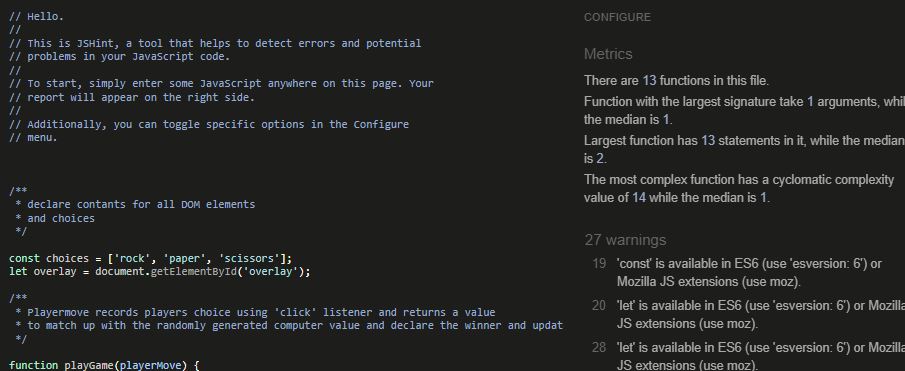 // Hello.
//
// This is JSHint, a tool that helps to detect errors and potential
// problems in your JavaScript code.
//
// To start, simply enter some JavaScript anywhere on this page. Your
// report will appear on the right side.
//
// Additionally, you can toggle specific options in the Configure
// menu.
/**
* declare contants for all DOM elements
* and choices
*/
const choices = ['rock', 'paper', 'scissors'];
let overlay = document.getElementById('overlay');
/**
* Playermove records players choice using 'click' listener and returns a value
* to match up with the randomly generated computer value and declare the winner and updat
*/
function playGame(playerMove) {
CONFIGURE
Metrics
There are 13 functions in this file.
Function with the largest signature take 1 arguments, whil
the median is 1.
Largest function has 13 statements in it, while the median
is 2.
The most complex function has a cyclomatic complexity
value of 14 while the median is 1.
27 warnings
19 'const' is available in ES6 (use 'esversion: 6') or
Mozilla JS extensions (use moz).
20 'let' is available in ES6 (use 'esversion: 6') or Mozilla
JS extensions (use moz).
28 'let' is available in ES6 (use 'esversion: 6') or Mozilla
JS extensions (use moz).